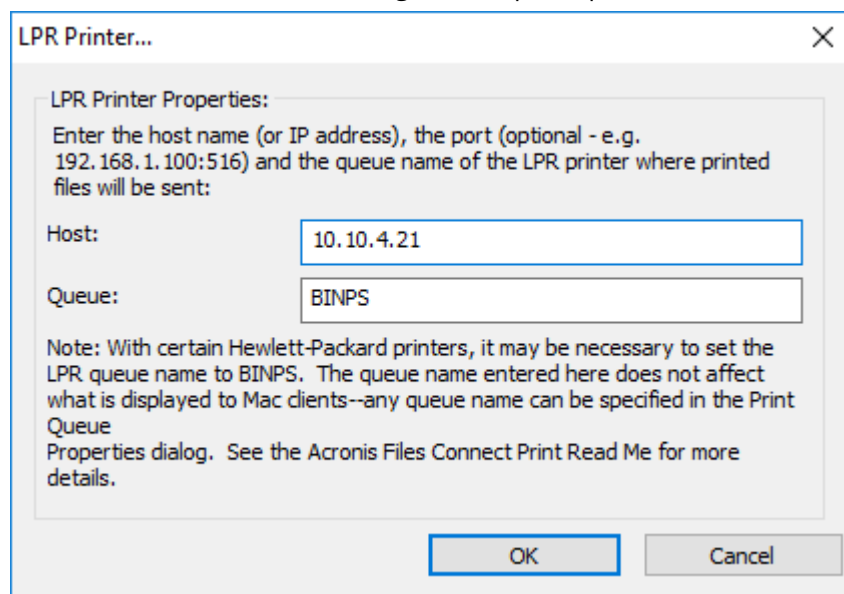 LPR Printer...
LPR Printer Properties:
Enter the host name (or IP address), the port (optional - e.g.
192.168.1.100:516) and the queue name of the LPR printer where printed
files will be sent:
Host:
10.10.4.21
Queue:
BINPS
Note: With certain Hewlett-Packard printers, it may be necessary to set the
LPR queue name to BINPS.  The queue name entered here does not affect
what is displayed to Mac clients--any queue name can be specified in the Print
Queue
Properties dialog.  See the Acronis Files Connect Print Read Me for more
details.
OK
Cancel